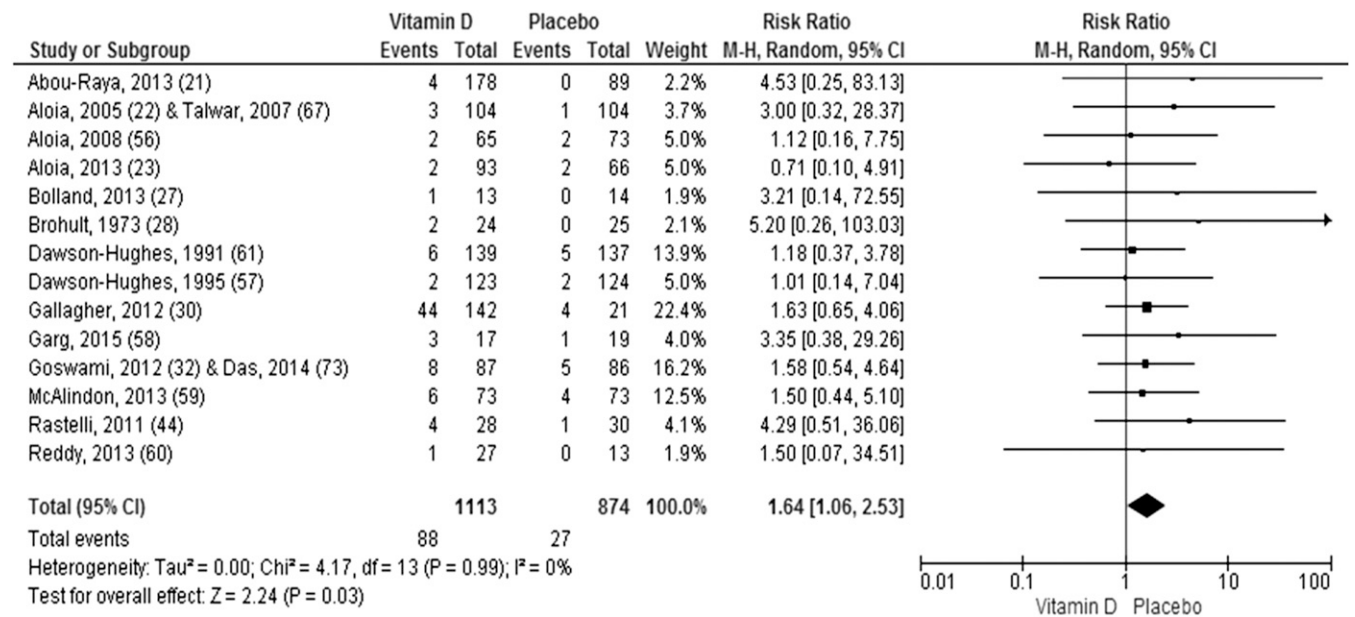 Vitamin D Placebo Risk Ratio Risk Ratio
Study or Subgroup Events Total Events Total Weight M-H, Random, 95% CI M-H, Random, 95% CI
Abou-Raya, 2013 (21) 4 178 0 89 2.2% 4.53 [0.25, 83.13]
Aloia, 2005 (22) & Talwar, 2007 (67) 3 104 1 104 3.7% 3.00 [0.32, 28.37]
Aloia, 2008 (56) 2 65 2 73 5.0% 1.12 [0.16, 7.75]
Aloia, 2013 (23) 2 93 2 66 5.0% 0.71 [0.10, 4.91]
Bolland, 2013 (27) 1 13 0 14 1.9% 3.21 [0.14, 72.55]
Brohult, 1973 (28) 2 24 0 25 2.1% 5.20 [0.26, 103.03]
Dawson-Hughes, 1991 (61) 6 139 5 137 13.9% 1.18 [0.37, 3.78]
Dawson-Hughes, 1995 (57) 2 123 2 124 5.0% 1.01 [0.14, 7.04]
Gallagher, 2012 (30) 44 142 4 21 22.4% 1.63 [0.65, 4.06]
Garg, 2015 (58) 3 17 1 19 4.0% 3.35 [0.38, 29.26]
Goswami, 2012 (32) & Das, 2014 (73) 8 87 5 86 16.2% 1.58 [0.54, 4.64]
McAlindon, 2013 (59) 6 73 4 73 12.5% 1.50 [0.44, 5.10]
Rastelli, 2011 (44) 4 28 1 30 4.1% 4.29 [0.51, 36.06]
Reddy, 2013 (60) 1 27 0 13 1.9% 1.50 [0.07, 34.51]
Total (95% CI) 1113 874 100.0% 1.64 [1.06, 2.53]
Total events 88 27
Heterogeneity: Tau² = 0.00; Chi² = 4.17, df = 13 (P = 0.99); I² = 0%
Test for overall effect: Z = 2.24 (P = 0.03)
0.01 0.1 1 10 100
Vitamin D Placebo